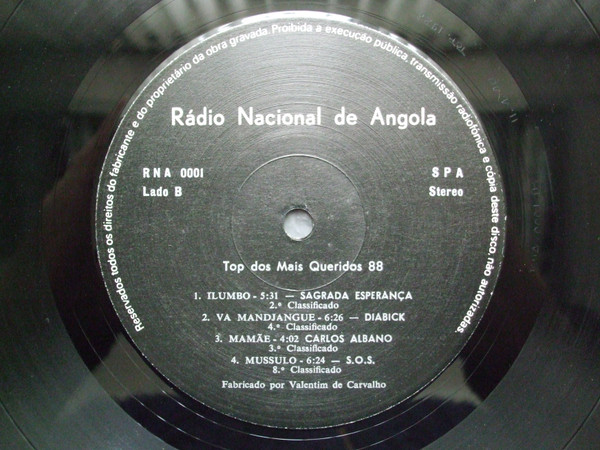 Reservados todos os direitos do fabricante e do proprietário da obra gravada. Proibida a execução pública, transmissão radiofónica e cópia deste disco, não autorizadas.
Rádio Nacional de Angola
RNA 0001 SPA
Lado B Stereo
Top dos Mais Queridos 88
1. ILUMBO - 5:31 — SAGRADA ESPERANÇA
2.º Classificado
2. VA MANDJANGUE - 6:26 — DIABICK
4.º Classificado
3. MAMÃE - 4:02 CARLOS ALBANO
3.º Classificado
4. MUSSULO - 6:24 — S.O.S.
8.º Classificado
Fabricado por Valentim de Carvalho